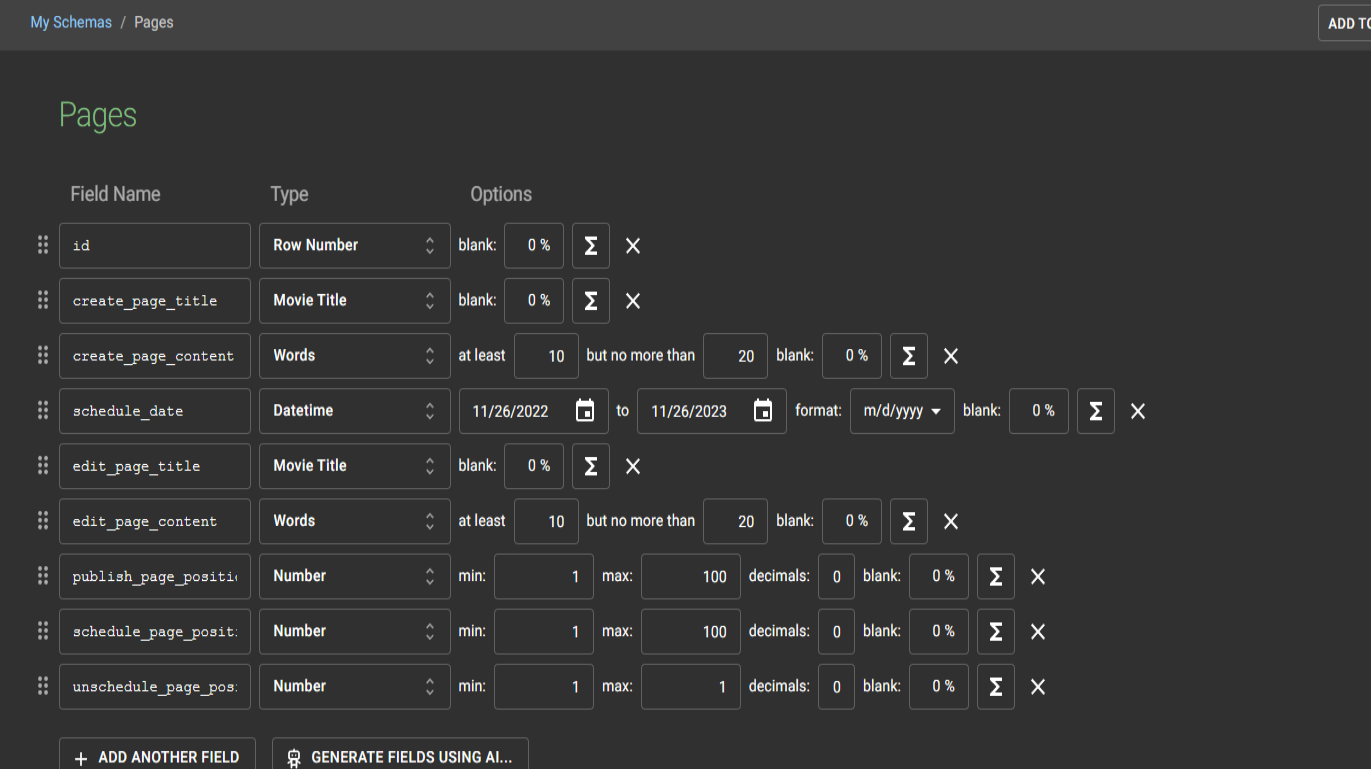 My Schemas / Pages
ADD TO
Pages
Field Name Type Options
id Row Number blank: 0 % Σ
create_page_title Movie Title blank: 0 % Σ
create_page_content Words at least 10 but no more than 20 blank: 0 % Σ
schedule_date Datetime 11/26/2022 to 11/26/2023 format: m/d/yyyy blank: 0 % Σ
edit_page_title Movie Title blank: 0 % Σ
edit_page_content Words at least 10 but no more than 20 blank: 0 % Σ
publish_page_positi Number min: 1 max: 100 decimals: 0 blank: 0 % Σ
schedule_page_posit Number min: 1 max: 100 decimals: 0 blank: 0 % Σ
unschedule_page_pos Number min: 1 max: 1 decimals: 0 blank: 0 % Σ
+ ADD ANOTHER FIELD GENERATE FIELDS USING AI...